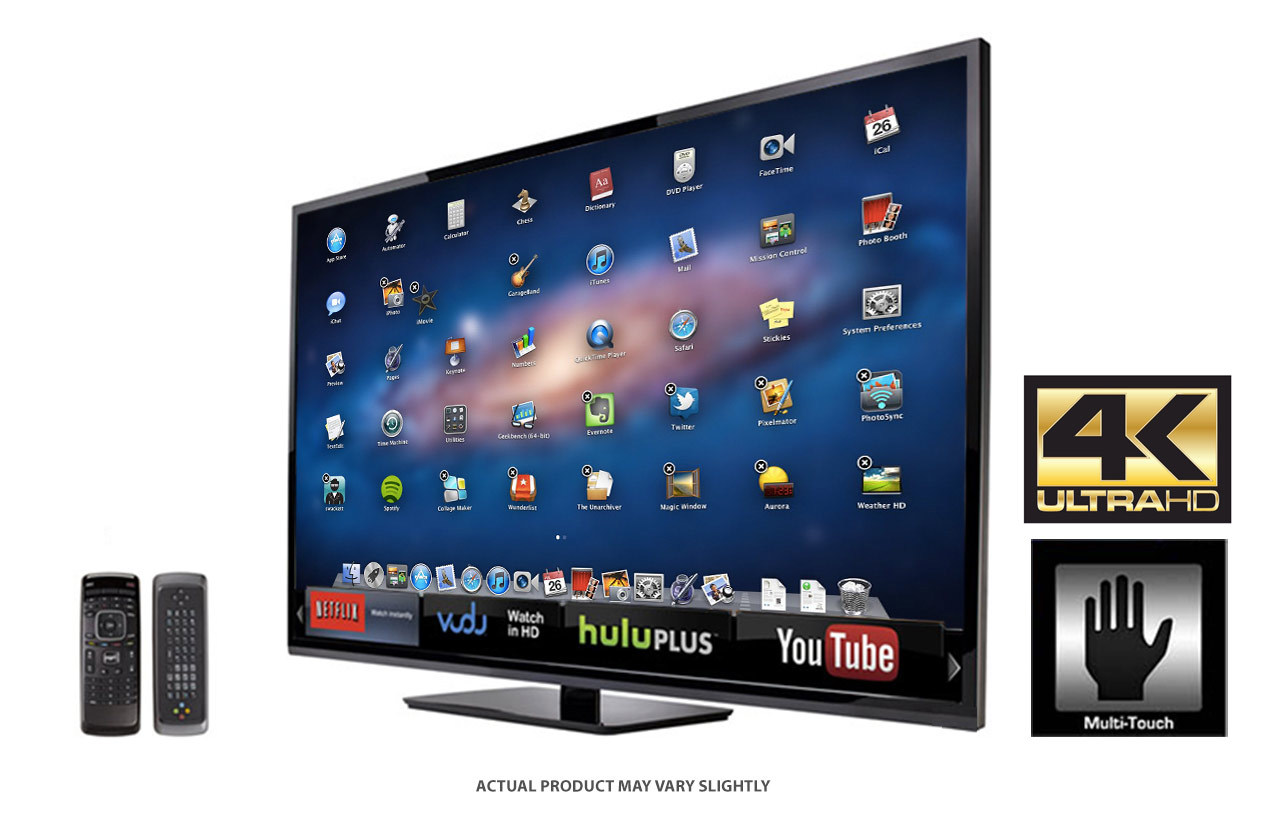 26
iCal
FaceTime
DVD Player
Aa
Dictionary
Chess
Calculator
Automator
App Store
Photo Booth
Mission Control
Mail
iTunes
GarageBand
iMovie
iPhoto
iChat
System Preferences
Stickies
Safari
QuickTime Player
Numbers
Keynote
Pages
Preview
PhotoSync
Pixelmator
Twitter
Evernote
Geekbench (64-bit)
Utilities
Time Machine
TextEdit
Weather HD
Aurora
Magic Window
The Unarchiver
Wunderlist
Collage Maker
Spotify
26
NETFLIX
Watch Instantly
vudu
Watch
in HD
huluPLUS
YouTube
4K
ULTRAHD
Multi-Touch
ACTUAL PRODUCT MAY VARY SLIGHTLY